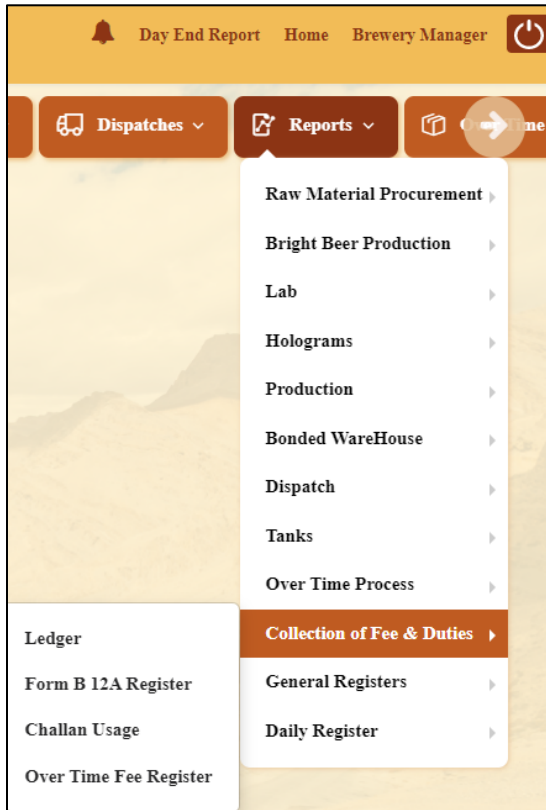 Day End Report Home Brewery Manager
Dispatches Reports Over Time
Raw Material Procurement
Bright Beer Production
Lab
Holograms
Production
Bonded WareHouse
Dispatch
Tanks
Over Time Process
Collection of Fee & Duties
General Registers
Daily Register
Ledger
Form B 12A Register
Challan Usage
Over Time Fee Register